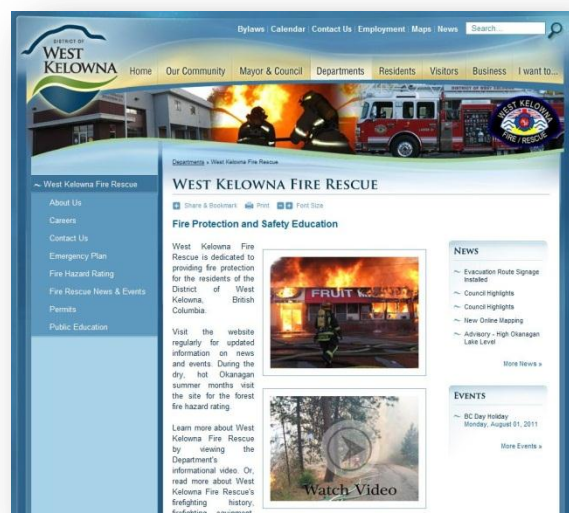 Bylaws | Calendar | Contact Us | Employment | Maps | News Search...
DISTRICT OF
WEST
KELOWNA
Home Our Community Mayor & Council Departments Residents Visitors Business I want to...
DISTRICT OF WEST KELOWNA
WEST KELOWNA
FIRE / RESCUE
Departments » West Kelowna Fire Rescue
~ West Kelowna Fire Rescue
About Us
Careers
Contact Us
Emergency Plan
Fire Hazard Rating
Fire Rescue News & Events
Permits
Public Education
WEST KELOWNA FIRE RESCUE
Share & Bookmark Print Font Size
Fire Protection and Safety Education
West Kelowna Fire
Rescue is dedicated to
providing fire protection
for the residents of the
District of West
Kelowna, British
Columbia.
Visit the website
regularly for updated
information on news
and events. During the
dry, hot Okanagan
summer months visit
the site for the forest
fire hazard rating.
Learn more about West
Kelowna Fire Rescue
by viewing the
Department's
informational video. Or,
read more about West
Kelowna Fire Rescue's
firefighting history,
firefighting equipment,
FRUIT
Watch Video
NEWS
~ Evacuation Route Signage
Installed
~ Council Highlights
~ Council Highlights
~ New Online Mapping
~ Advisory - High Okanagan
Lake Level
More News »
EVENTS
~ BC Day Holiday
Monday, August 01, 2011
More Events »